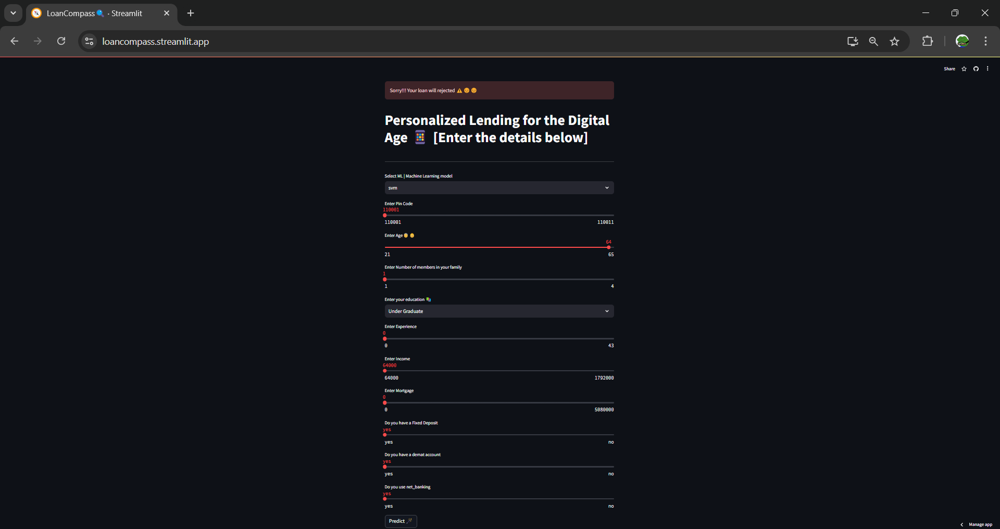 LoanCompass🔍 · Streamlit
loancompass.streamlit.app
Share
Sorry!!! Your loan will rejected ⚠️😔😔
Personalized Lending for the Digital
Age 📱 [Enter the details below]
Select ML | Machine Learning model
svm
Enter Pin Code
110001
110001 110011
Enter Age👵👴
64
21 65
Enter Number of members in your family
1
1 4
Enter your education 📚
Under Graduate
Enter Experience
0
0 43
Enter Income
64000
64000 1792000
Enter Mortgage
0
0 5080000
Do you have a Fixed Deposit
yes
yes no
Do you have a demat account
yes
yes no
Do you use net_banking
yes
yes no
Predict 🪄
Manage app